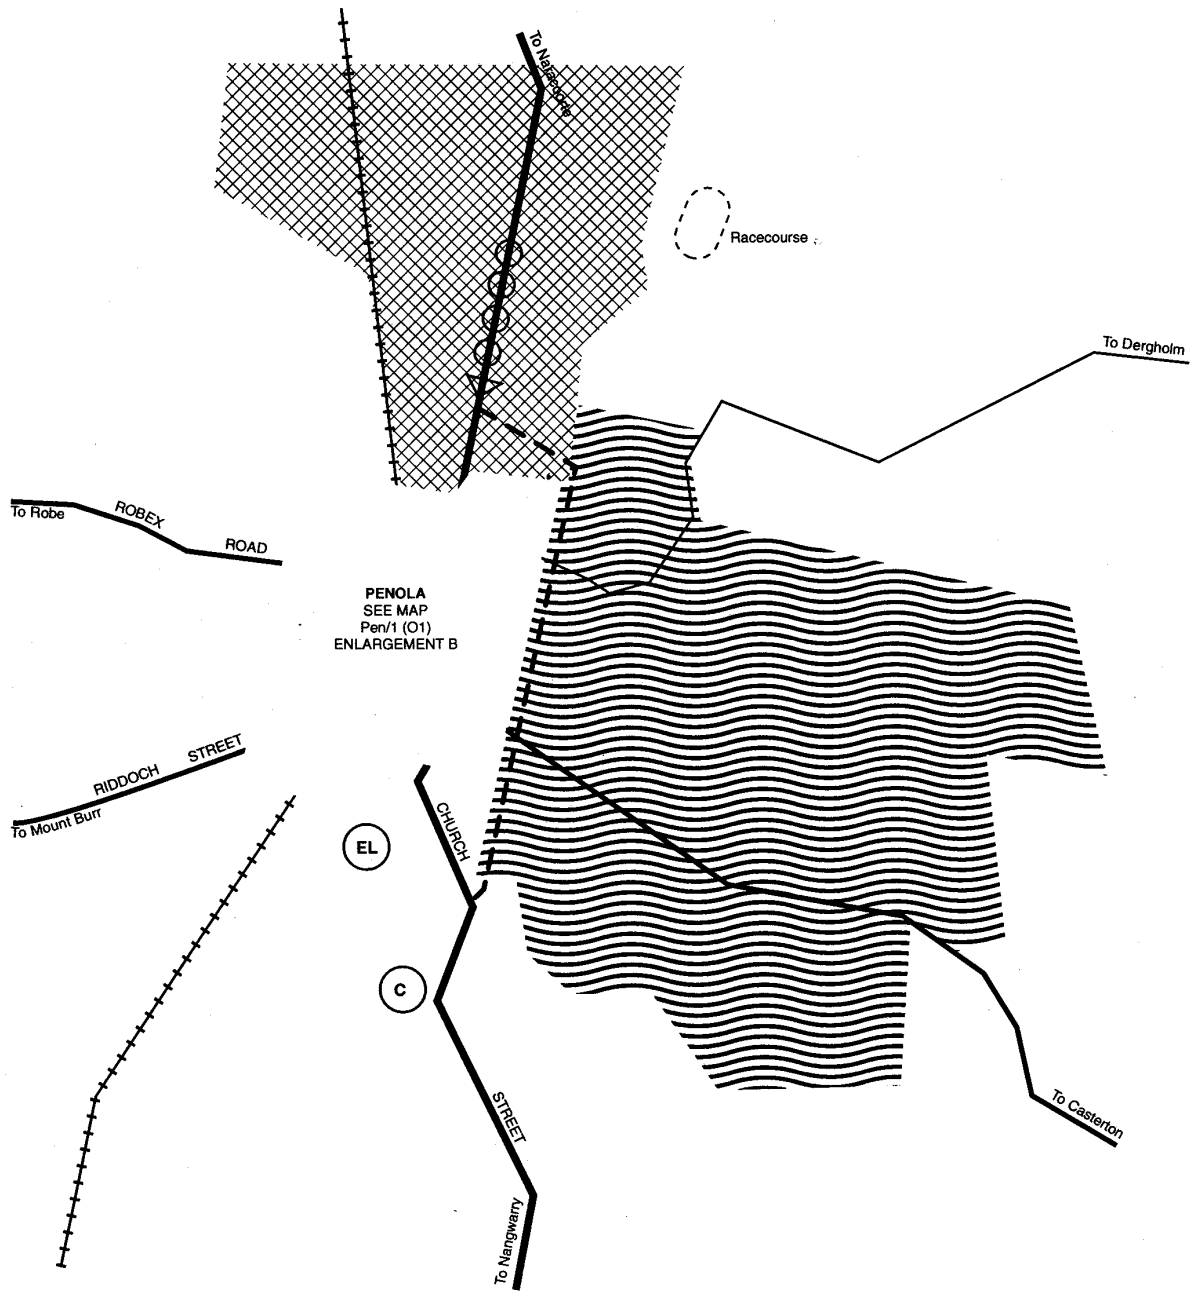 To Naracoorte
Racecourse
To Dergholm
To Robe
ROBEX
ROAD
PENOLA
SEE MAP
Pen/1 (O1)
ENLARGEMENT B
RIDDOCH STREET
To Mount Burr
CHURCH
EL
C
STREET
To Casterton
To Nangwarry